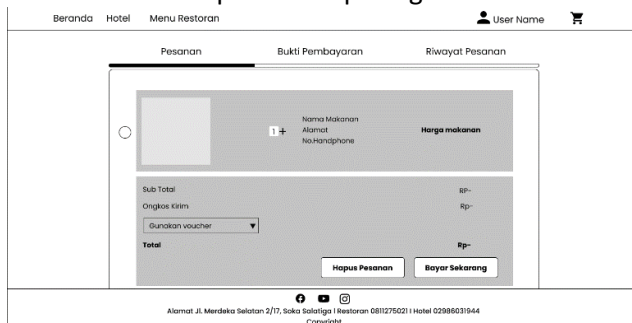 Beranda Hotel Menu Restoran User Name
Pesanan Bukti Pembayaran Riwayat Pesanan
Nama Makanan
1 + Alamat Harga makanan
No.Handphone
Sub Total RP-
Ongkos Kirim Rp-
Gunakan voucher
Total Rp-
Hapus Pesanan Bayar Sekarang
Alamat Jl. Merdeka Selatan 2/17, Soka Salatiga | Restoran 0811275021 | Hotel 02986031944
Copyright